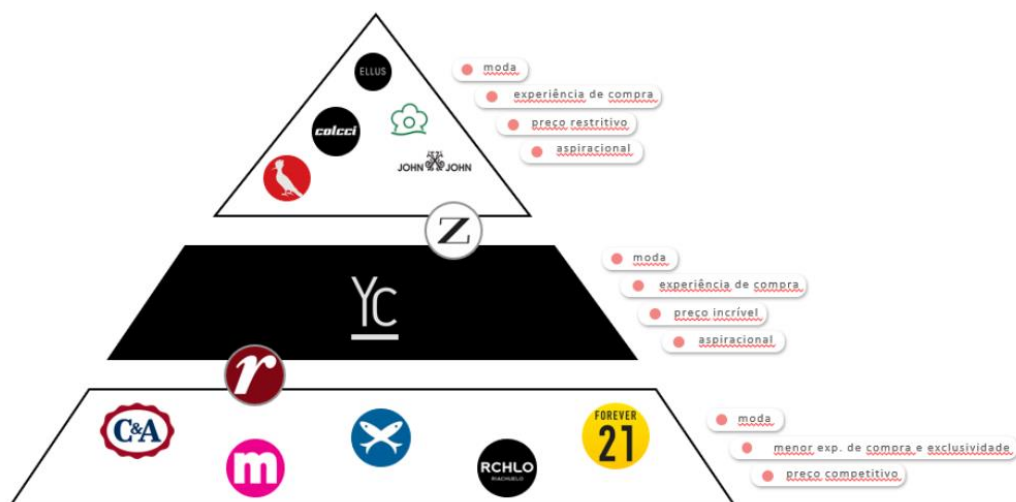 ELLUS
colcci
JOHN JOHN
moda
experiência de compra
preço restritivo
aspiracional
Z
YC
moda
experiência de compra
preço incrível
aspiracional
r
C&A
m
RCHLO
RIACHUELO
FOREVER
21
moda
menor exp. de compra e exclusividade
preço competitivo